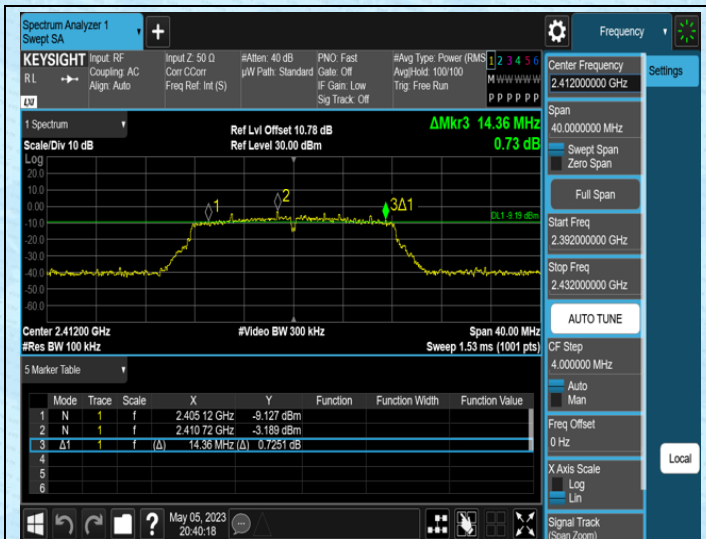 Spectrum Analyzer 1
Swept SA
+
Frequency
KEYSIGHT
R L
LXI
Input: RF
Coupling: AC
Align: Auto
Input Z: 50 Ω
Corr CCorr
Freq Ref: Int (S)
#Atten: 40 dB
µW Path: Standard
PNO: Fast
Gate: Off
IF Gain: Low
Sig Track: Off
#Avg Type: Power (RMS
Avg|Hold: 100/100
Trig: Free Run
1 2 3 4 5 6
M W W W W W
P P P P P P
1 Spectrum
Scale/Div 10 dB
Ref Lvl Offset 10.78 dB
Ref Level 30.00 dBm
ΔMkr3 14.36 MHz
0.73 dB
Log
20.0
10.0
0.00
-10.0
-20.0
-30.0
-40.0
-50.0
-60.0
1
2
3Δ1
DL1 -9.19 dBm
Center 2.41200 GHz
#Video BW 300 kHz
Span 40.00 MHz
#Res BW 100 kHz
Sweep 1.53 ms (1001 pts)
5 Marker Table
Mode Trace Scale X Y Function Function Width Function Value
1 N 1 f 2.405 12 GHz -9.127 dBm
2 N 1 f 2.410 72 GHz -3.189 dBm
3 Δ1 1 f (Δ) 14.36 MHz (Δ) 0.7251 dB
4
5
6
May 05, 2023
20:40:18
?
Center Frequency
2.412000000 GHz
Settings
Span
40.0000000 MHz
Swept Span
Zero Span
Full Span
Start Freq
2.392000000 GHz
Stop Freq
2.432000000 GHz
AUTO TUNE
CF Step
4.000000 MHz
Auto
Man
Freq Offset
0 Hz
Local
X Axis Scale
Log
Lin
Signal Track
(Span Zoom)